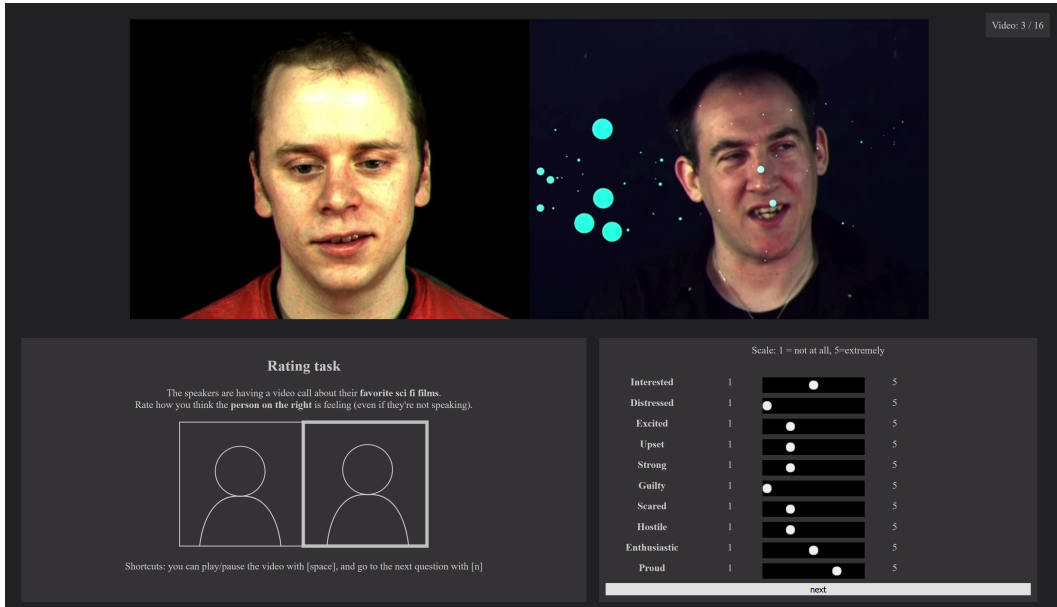 Video: 3 / 16
Rating task
The speakers are having a video call about their favorite sci fi films.
Rate how you think the person on the right is feeling (even if they're not speaking).
Shortcuts: you can play/pause the video with [space], and go to the next question with [n]
Scale: 1 = not at all, 5=extremely
Interested 1 5
Distressed 1 5
Excited 1 5
Upset 1 5
Strong 1 5
Guilty 1 5
Scared 1 5
Hostile 1 5
Enthusiastic 1 5
Proud 1 5
next